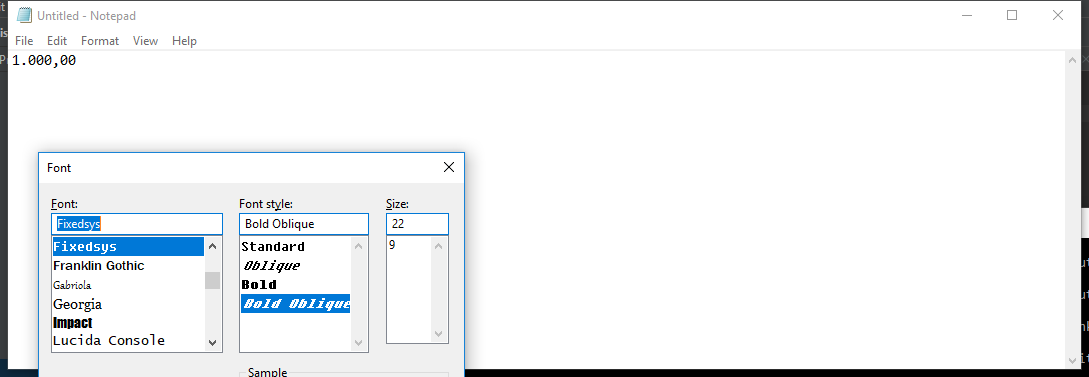 Untitled - Notepad
File Edit Format View Help
1.000,00
Font
Font: Font style: Size:
Fixedsys Bold Oblique 22
Fixedsys Standard 9
Franklin Gothic Oblique
Gabriola Bold
Georgia Bold Oblique
Impact
Lucida Console
Sample